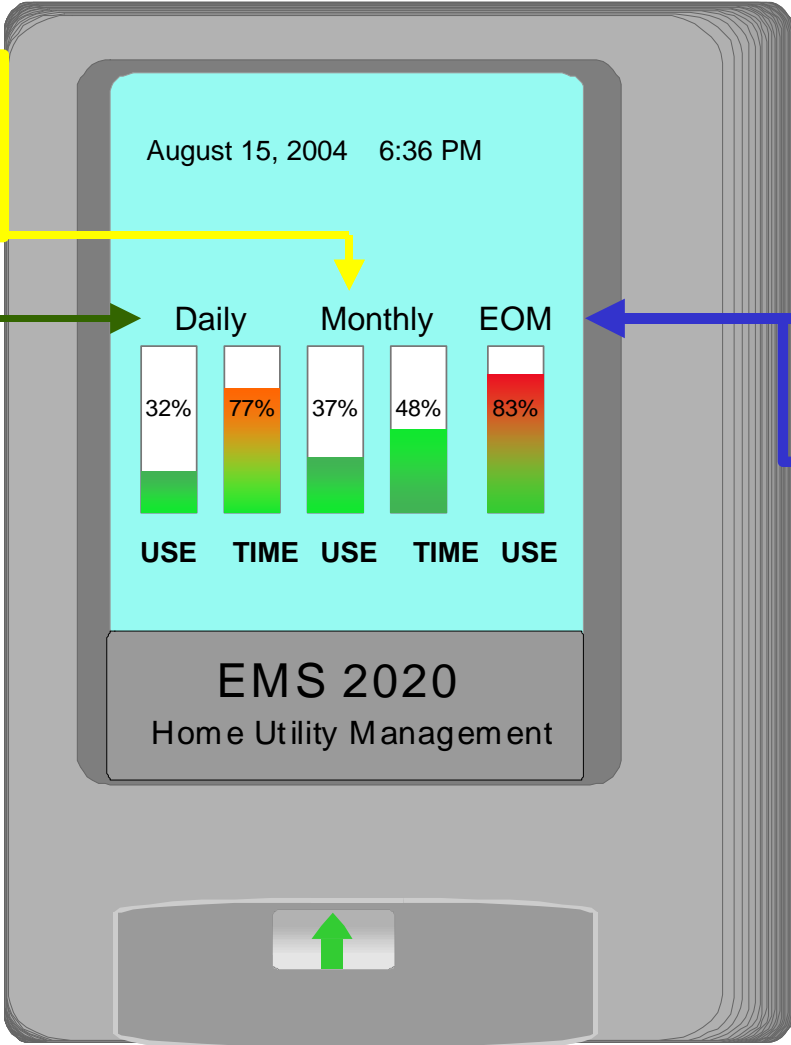 August 15, 2004 6:36 PM
Daily Monthly EOM
32% 77% 37% 48% 83%
USE TIME USE TIME USE
EMS 2020
Home Utility Management